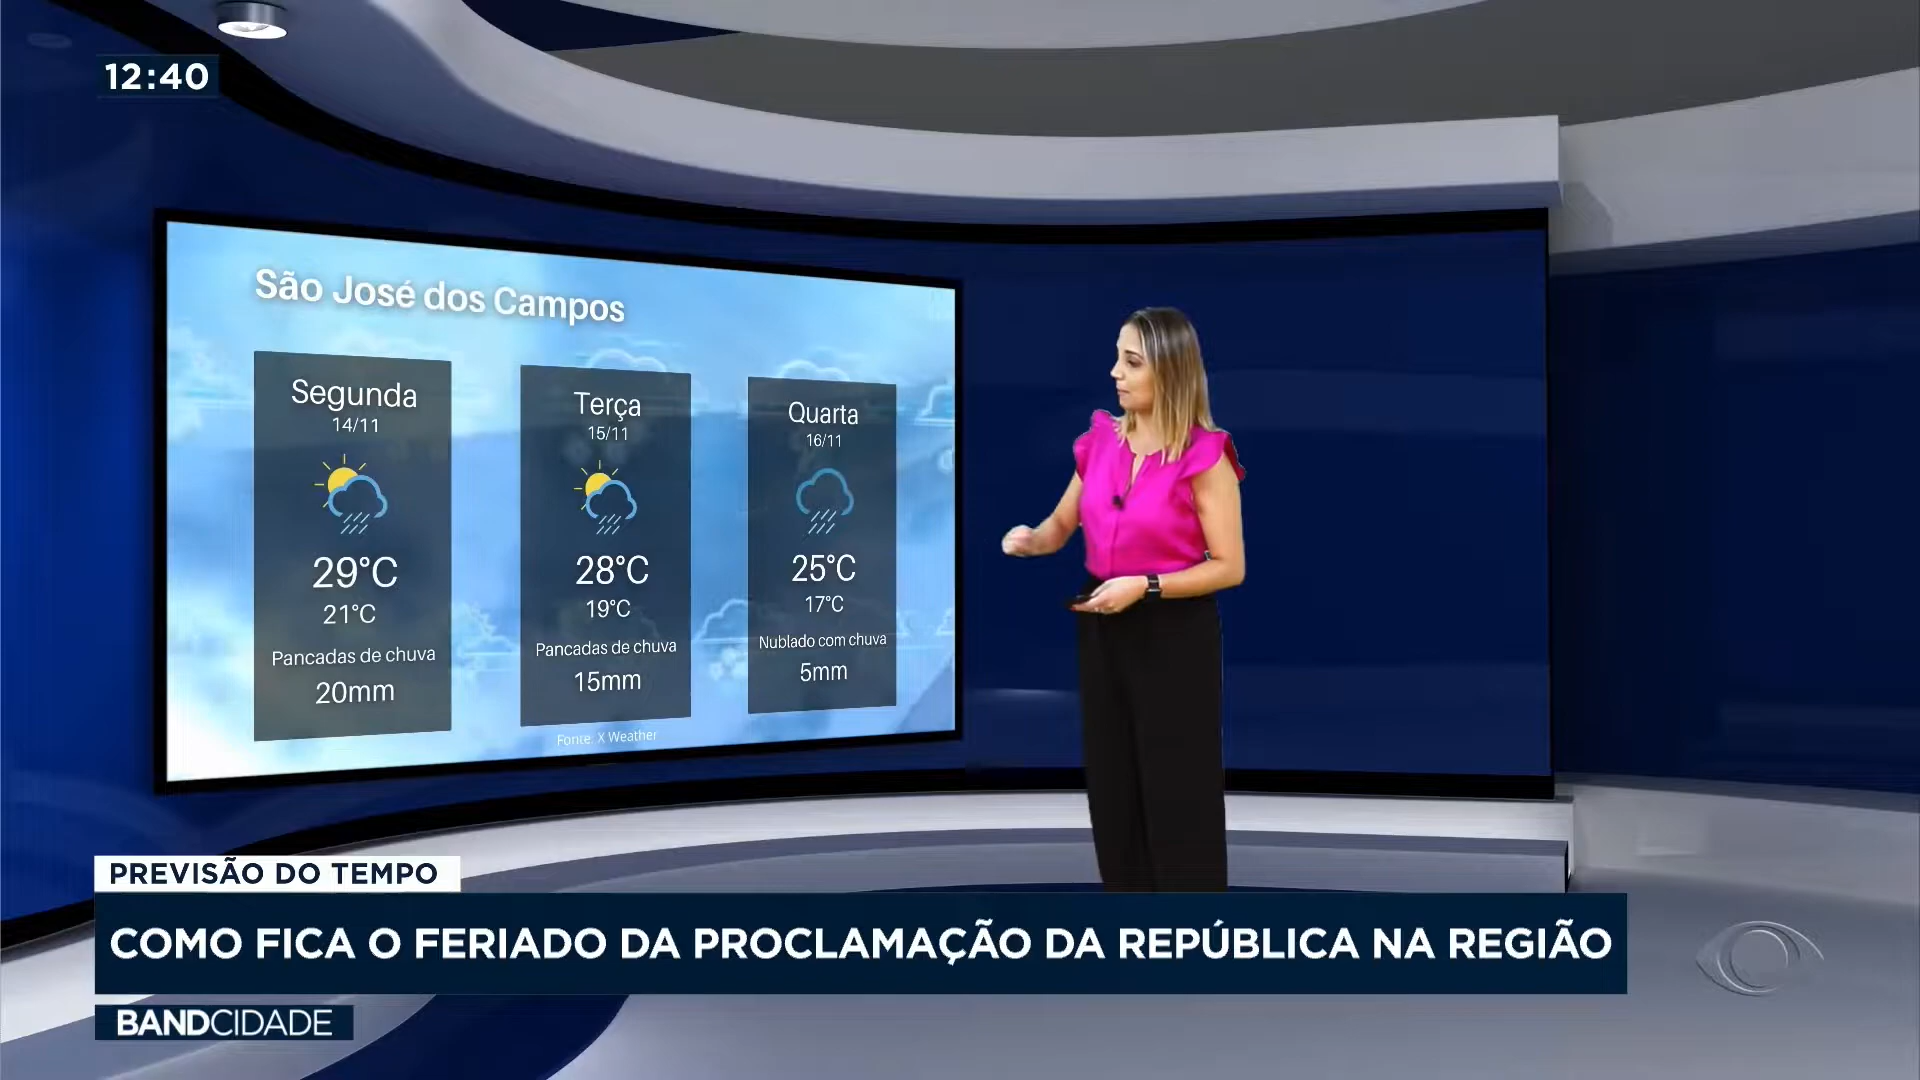 12:40
São José dos Campos
Segunda
14/11
29°C
21°C
Pancadas de chuva
20mm
Terça
15/11
28°C
19°C
Pancadas de chuva
15mm
Quarta
16/11
25°C
17°C
Nublado com chuva
5mm
Fonte: X Weather
PREVISÃO DO TEMPO
COMO FICA O FERIADO DA PROCLAMAÇÃO DA REPÚBLICA NA REGIÃO
BANDCIDADE